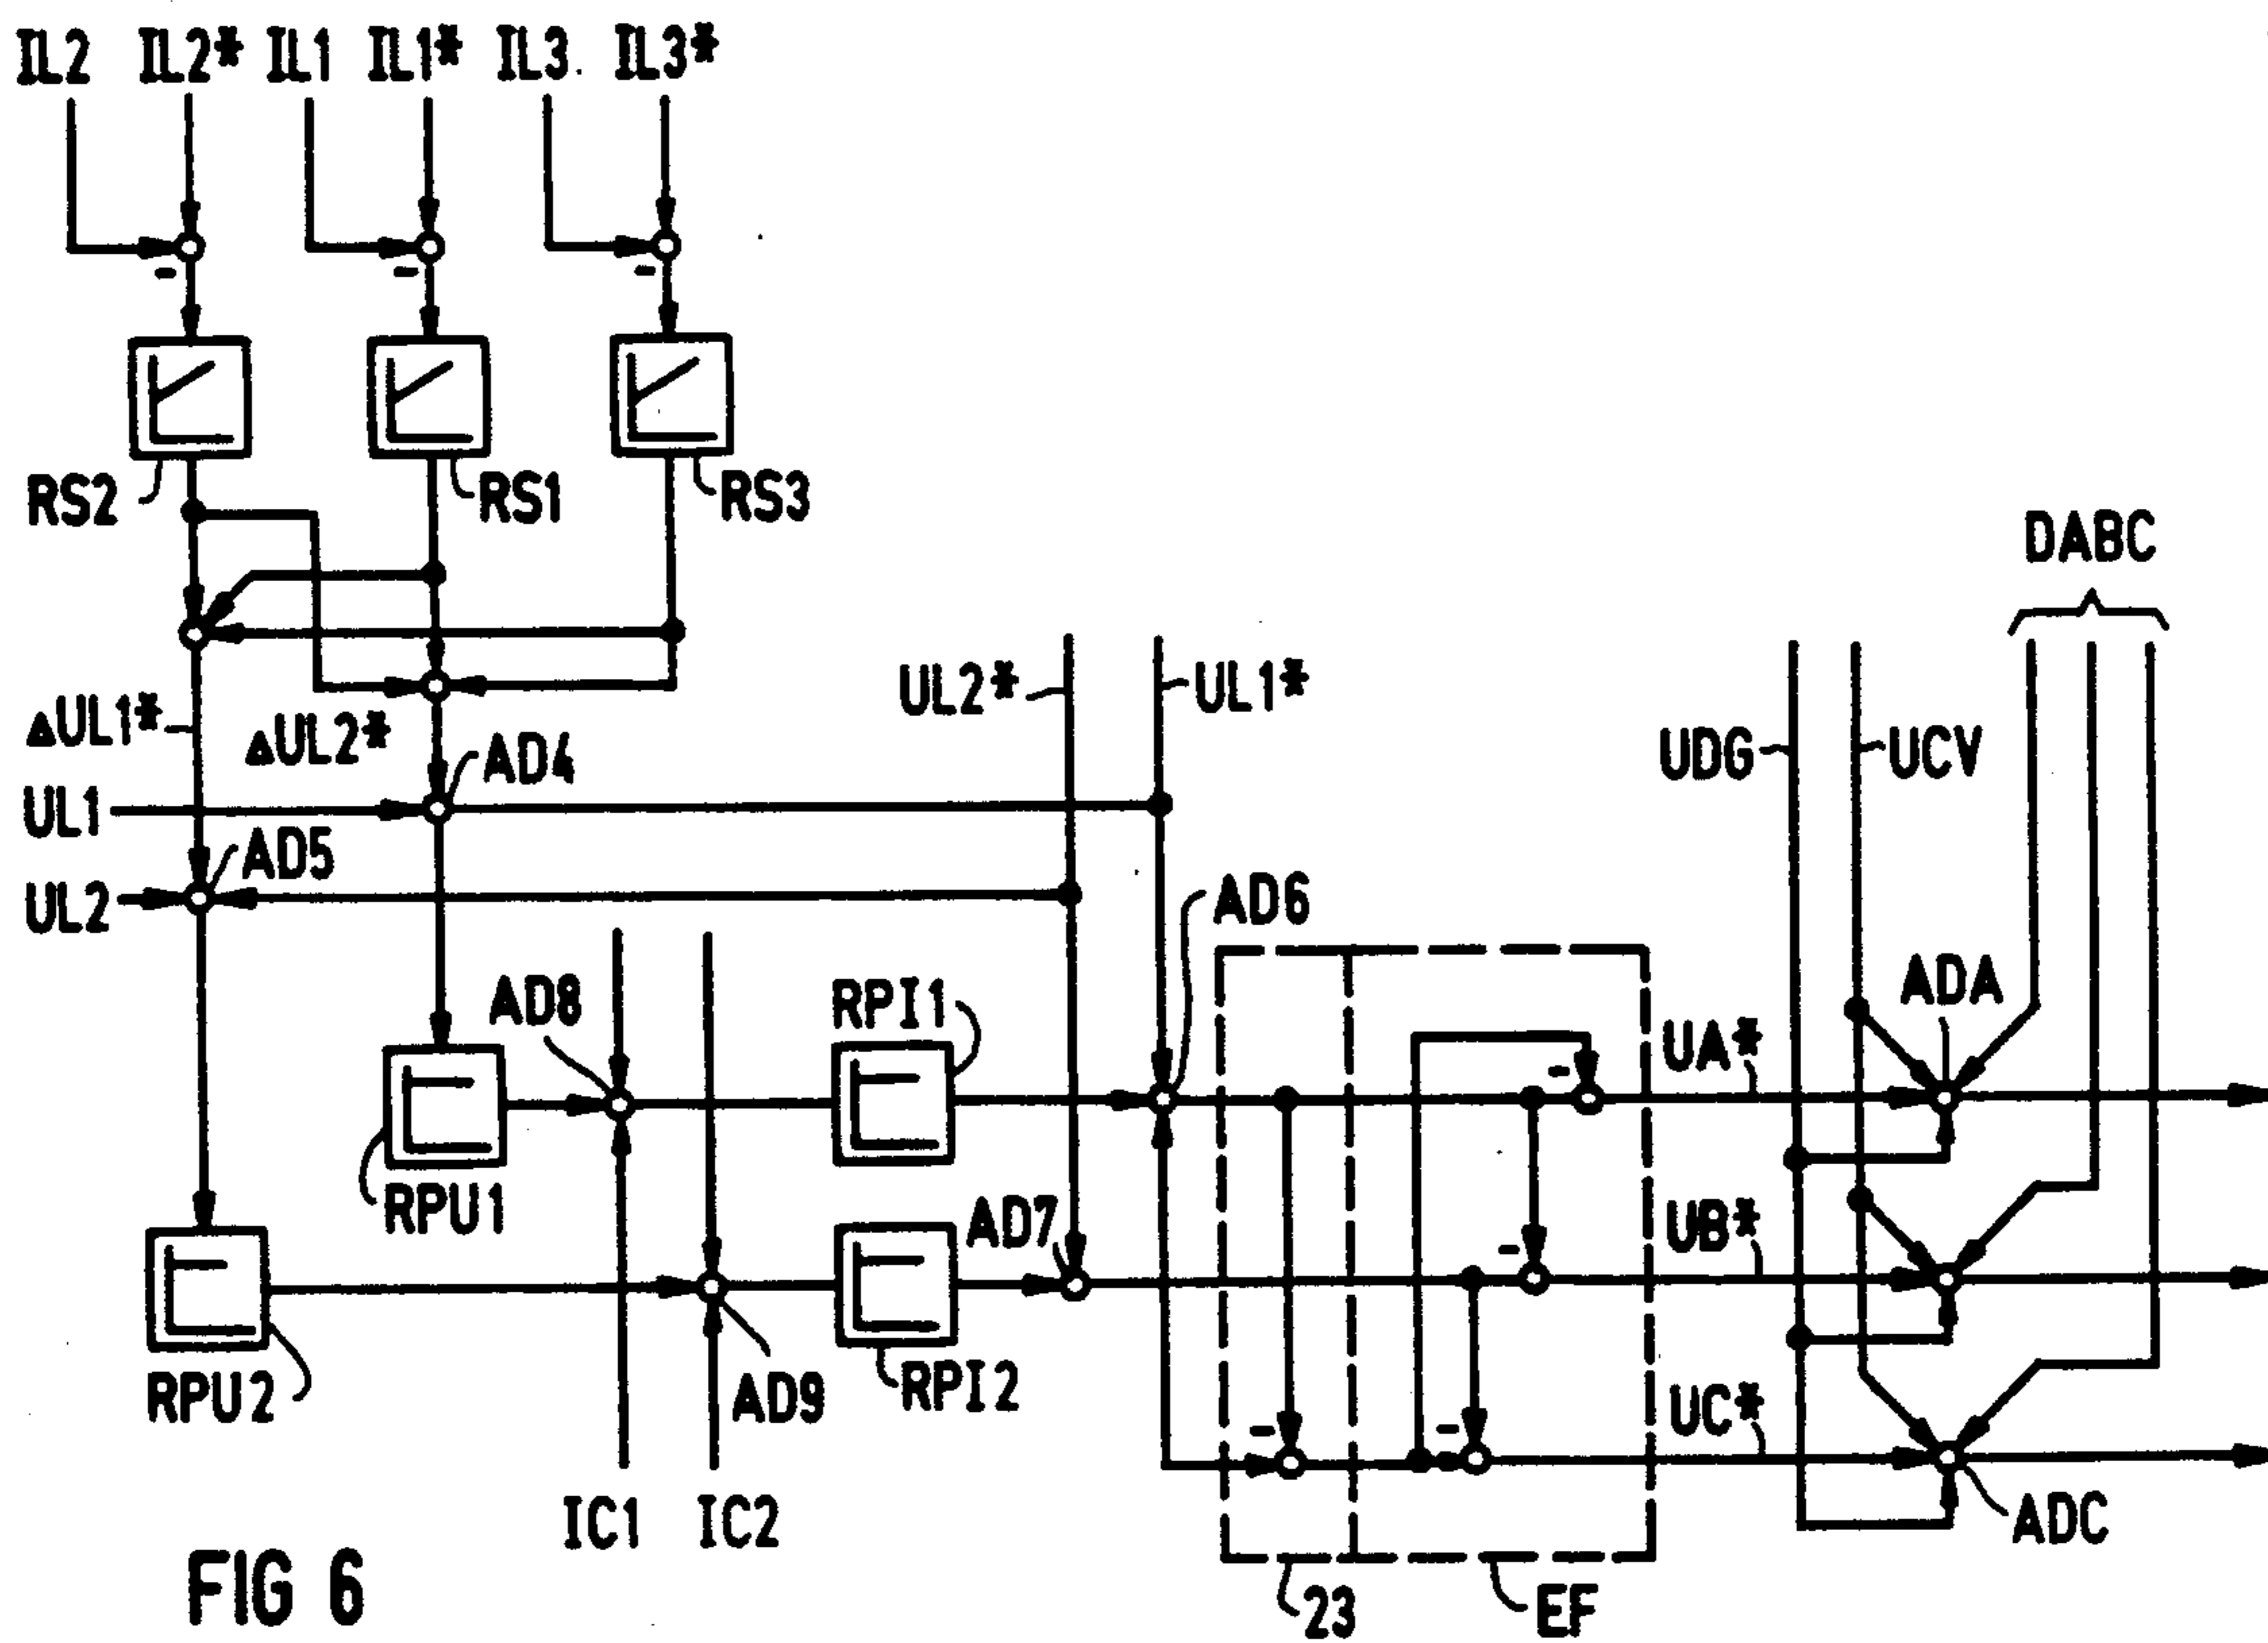 IL2 IL2* IL1 IL1* IL3 IL3*
RS2 RS1 RS3
DABC
UL2* UL1*
ΔUL1* ΔUL2* AD4
UDG UCV
UL1
AD5
UL2
AD6
AD8 RPI1 ADA
UA*
RPU1 AD7 UB*
RPU2 AD9 RPI2 UC*
IC1 IC2 ADC
FIG 6
23 EF
-
-
-
-
-
-
-